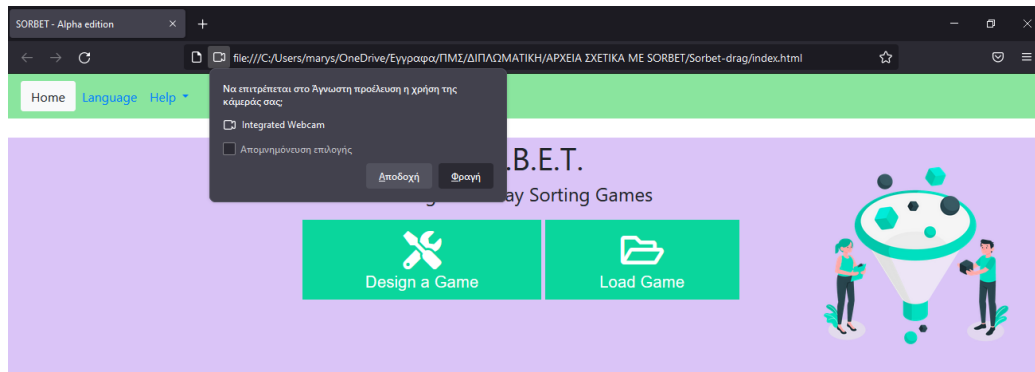 SORBET - Alpha edition
file:///C:/Users/marys/OneDrive/Έγγραφα/ΠΜΣ/ΔΙΠΛΩΜΑΤΙΚΗ/ΑΡΧΕΙΑ ΣΧΕΤΙΚΑ ΜΕ SORBET/Sorbet-drag/index.html
Home Language Help
Να επιτρέπεται στο Άγνωστη προέλευση η χρήση της
κάμεράς σας;
Integrated Webcam
Απομνημόνευση επιλογής
Αποδοχή Φραγή
.B.E.T.
ay Sorting Games
Design a Game Load Game